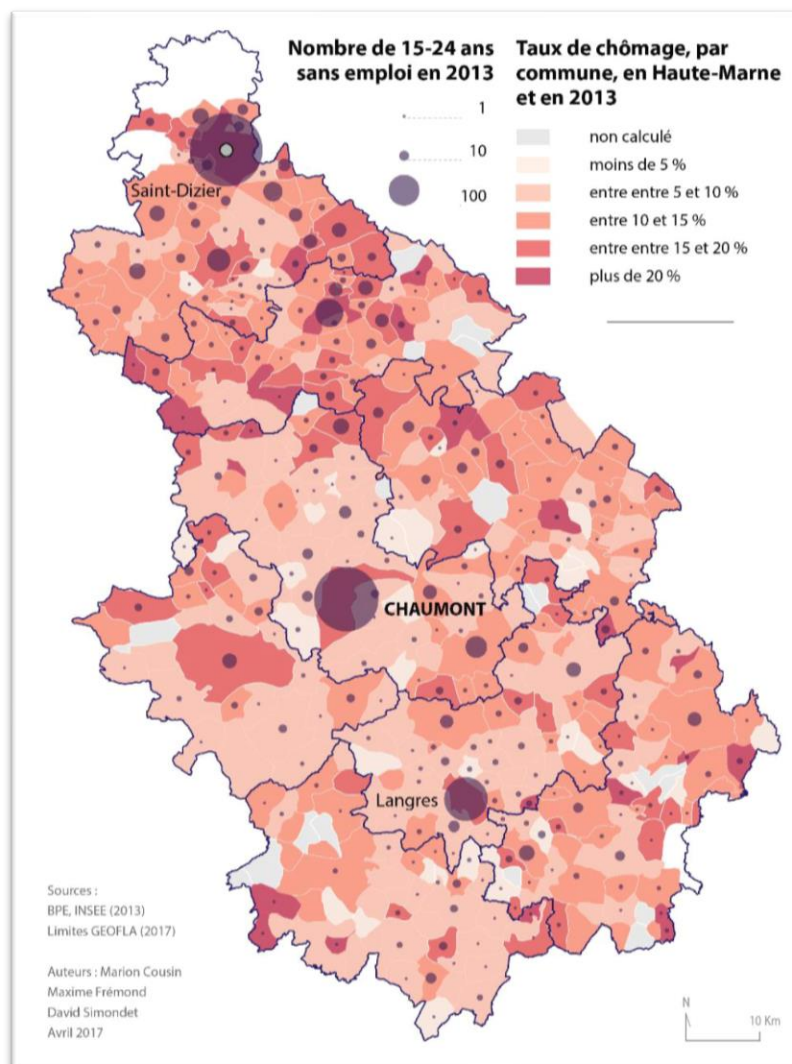 Nombre de 15-24 ans
sans emploi en 2013
1
10
100
Taux de chômage, par
commune, en Haute-Marne
et en 2013
non calculé
moins de 5 %
entre entre 5 et 10 %
entre 10 et 15 %
entre entre 15 et 20 %
plus de 20 %
Saint-Dizier
CHAUMONT
Langres
Sources :
BPE, INSEE (2013)
Limites GEOFLA (2017)
Auteurs : Marion Cousin
Maxime Frémond
David Simondet
Avril 2017
N
10 Km